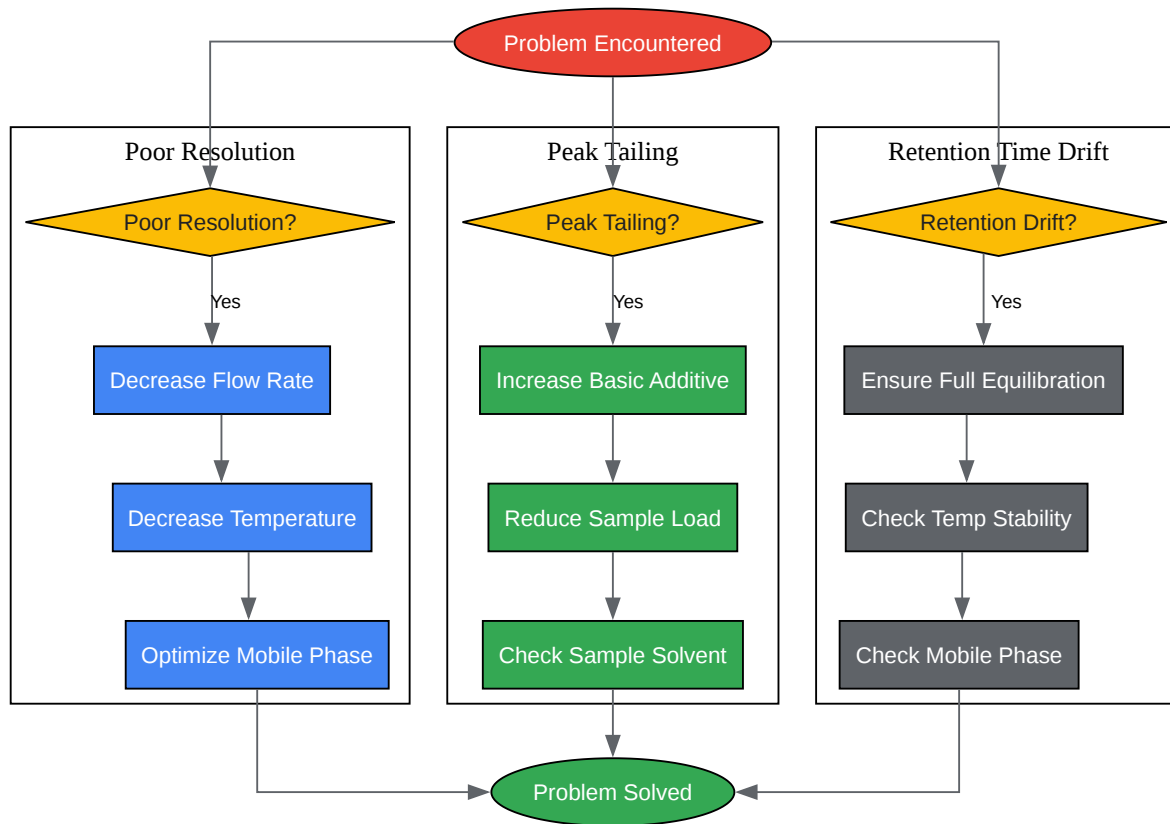 Problem Encountered
Poor Resolution
Peak Tailing
Retention Time Drift
Poor Resolution?
Peak Tailing?
Retention Drift?
Yes
Yes
Yes
Decrease Flow Rate
Increase Basic Additive
Ensure Full Equilibration
Decrease Temperature
Reduce Sample Load
Check Temp Stability
Optimize Mobile Phase
Check Sample Solvent
Check Mobile Phase
Problem Solved